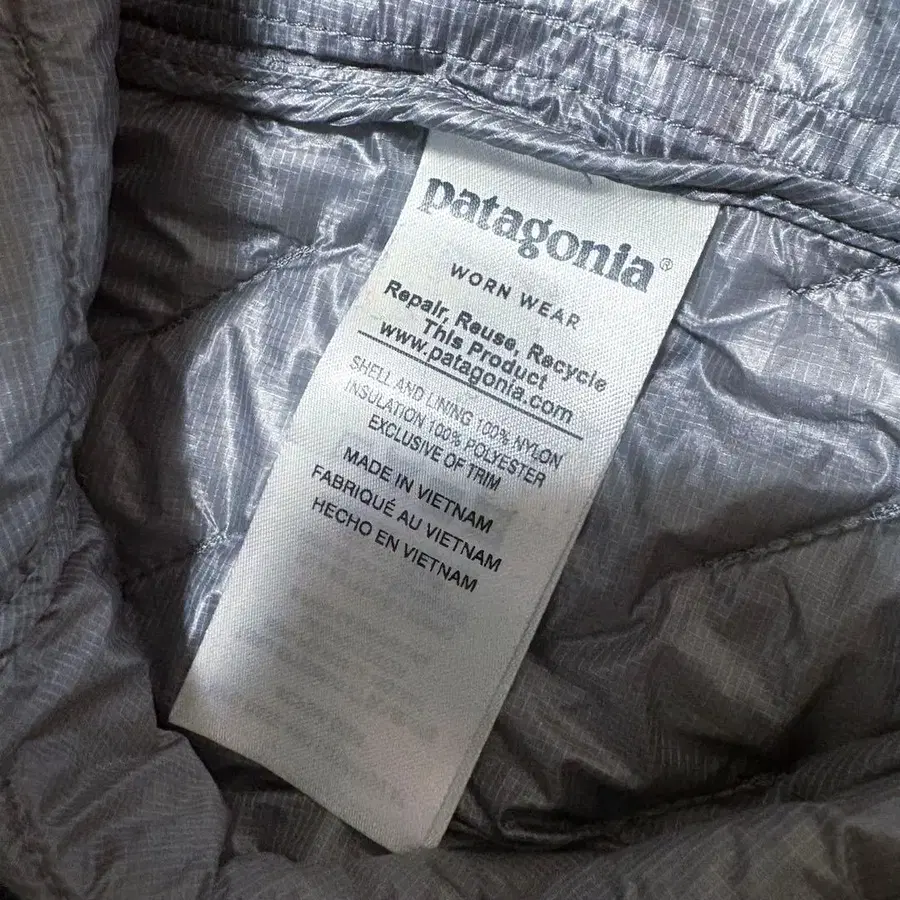 patagonia®
WORN WEAR
Repair, Reuse, Recycle
This Product
www.patagonia.com
SHELL AND LINING 100% NYLON
INSULATION 100% POLYESTER
EXCLUSIVE OF TRIM
MADE IN VIETNAM
FABRIQUÉ AU VIETNAM
HECHO EN VIETNAM